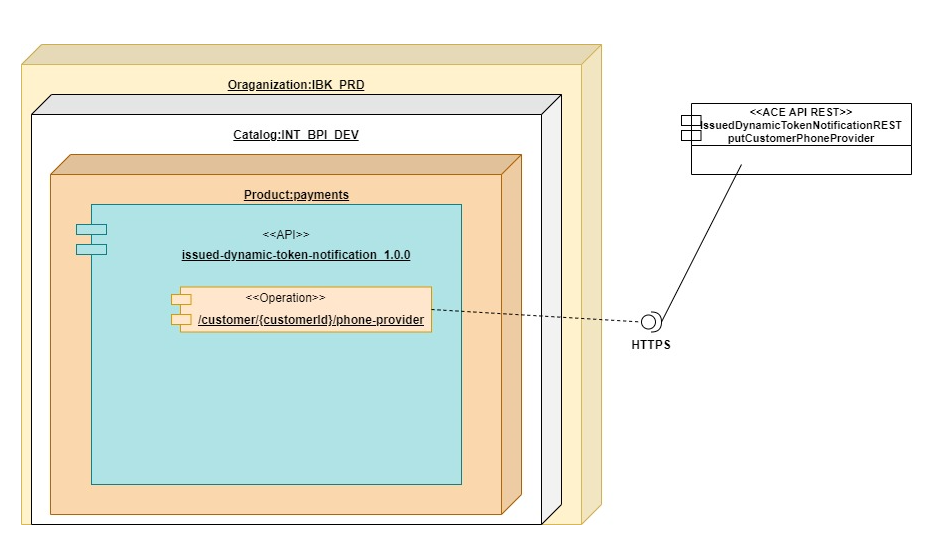 Oraganization:IBK_PRD
Catalog:INT_BPI_DEV
Product:payments
<<API>>
issued-dynamic-token-notification_1.0.0
<<Operation>>
/customer/{customerId}/phone-provider
<<ACE API REST>>
IssuedDynamicTokenNotificationREST
putCustomerPhoneProvider
HTTPS